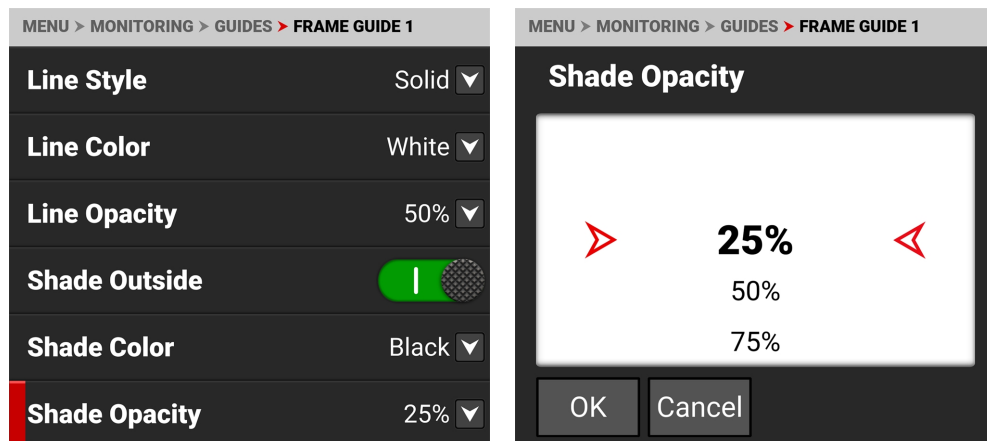 MENU > MONITORING > GUIDES > FRAME GUIDE 1
Line Style Solid
Line Color White
Line Opacity 50%
Shade Outside
Shade Color Black
Shade Opacity 25%
MENU > MONITORING > GUIDES > FRAME GUIDE 1
Shade Opacity
25%
50%
75%
OK Cancel